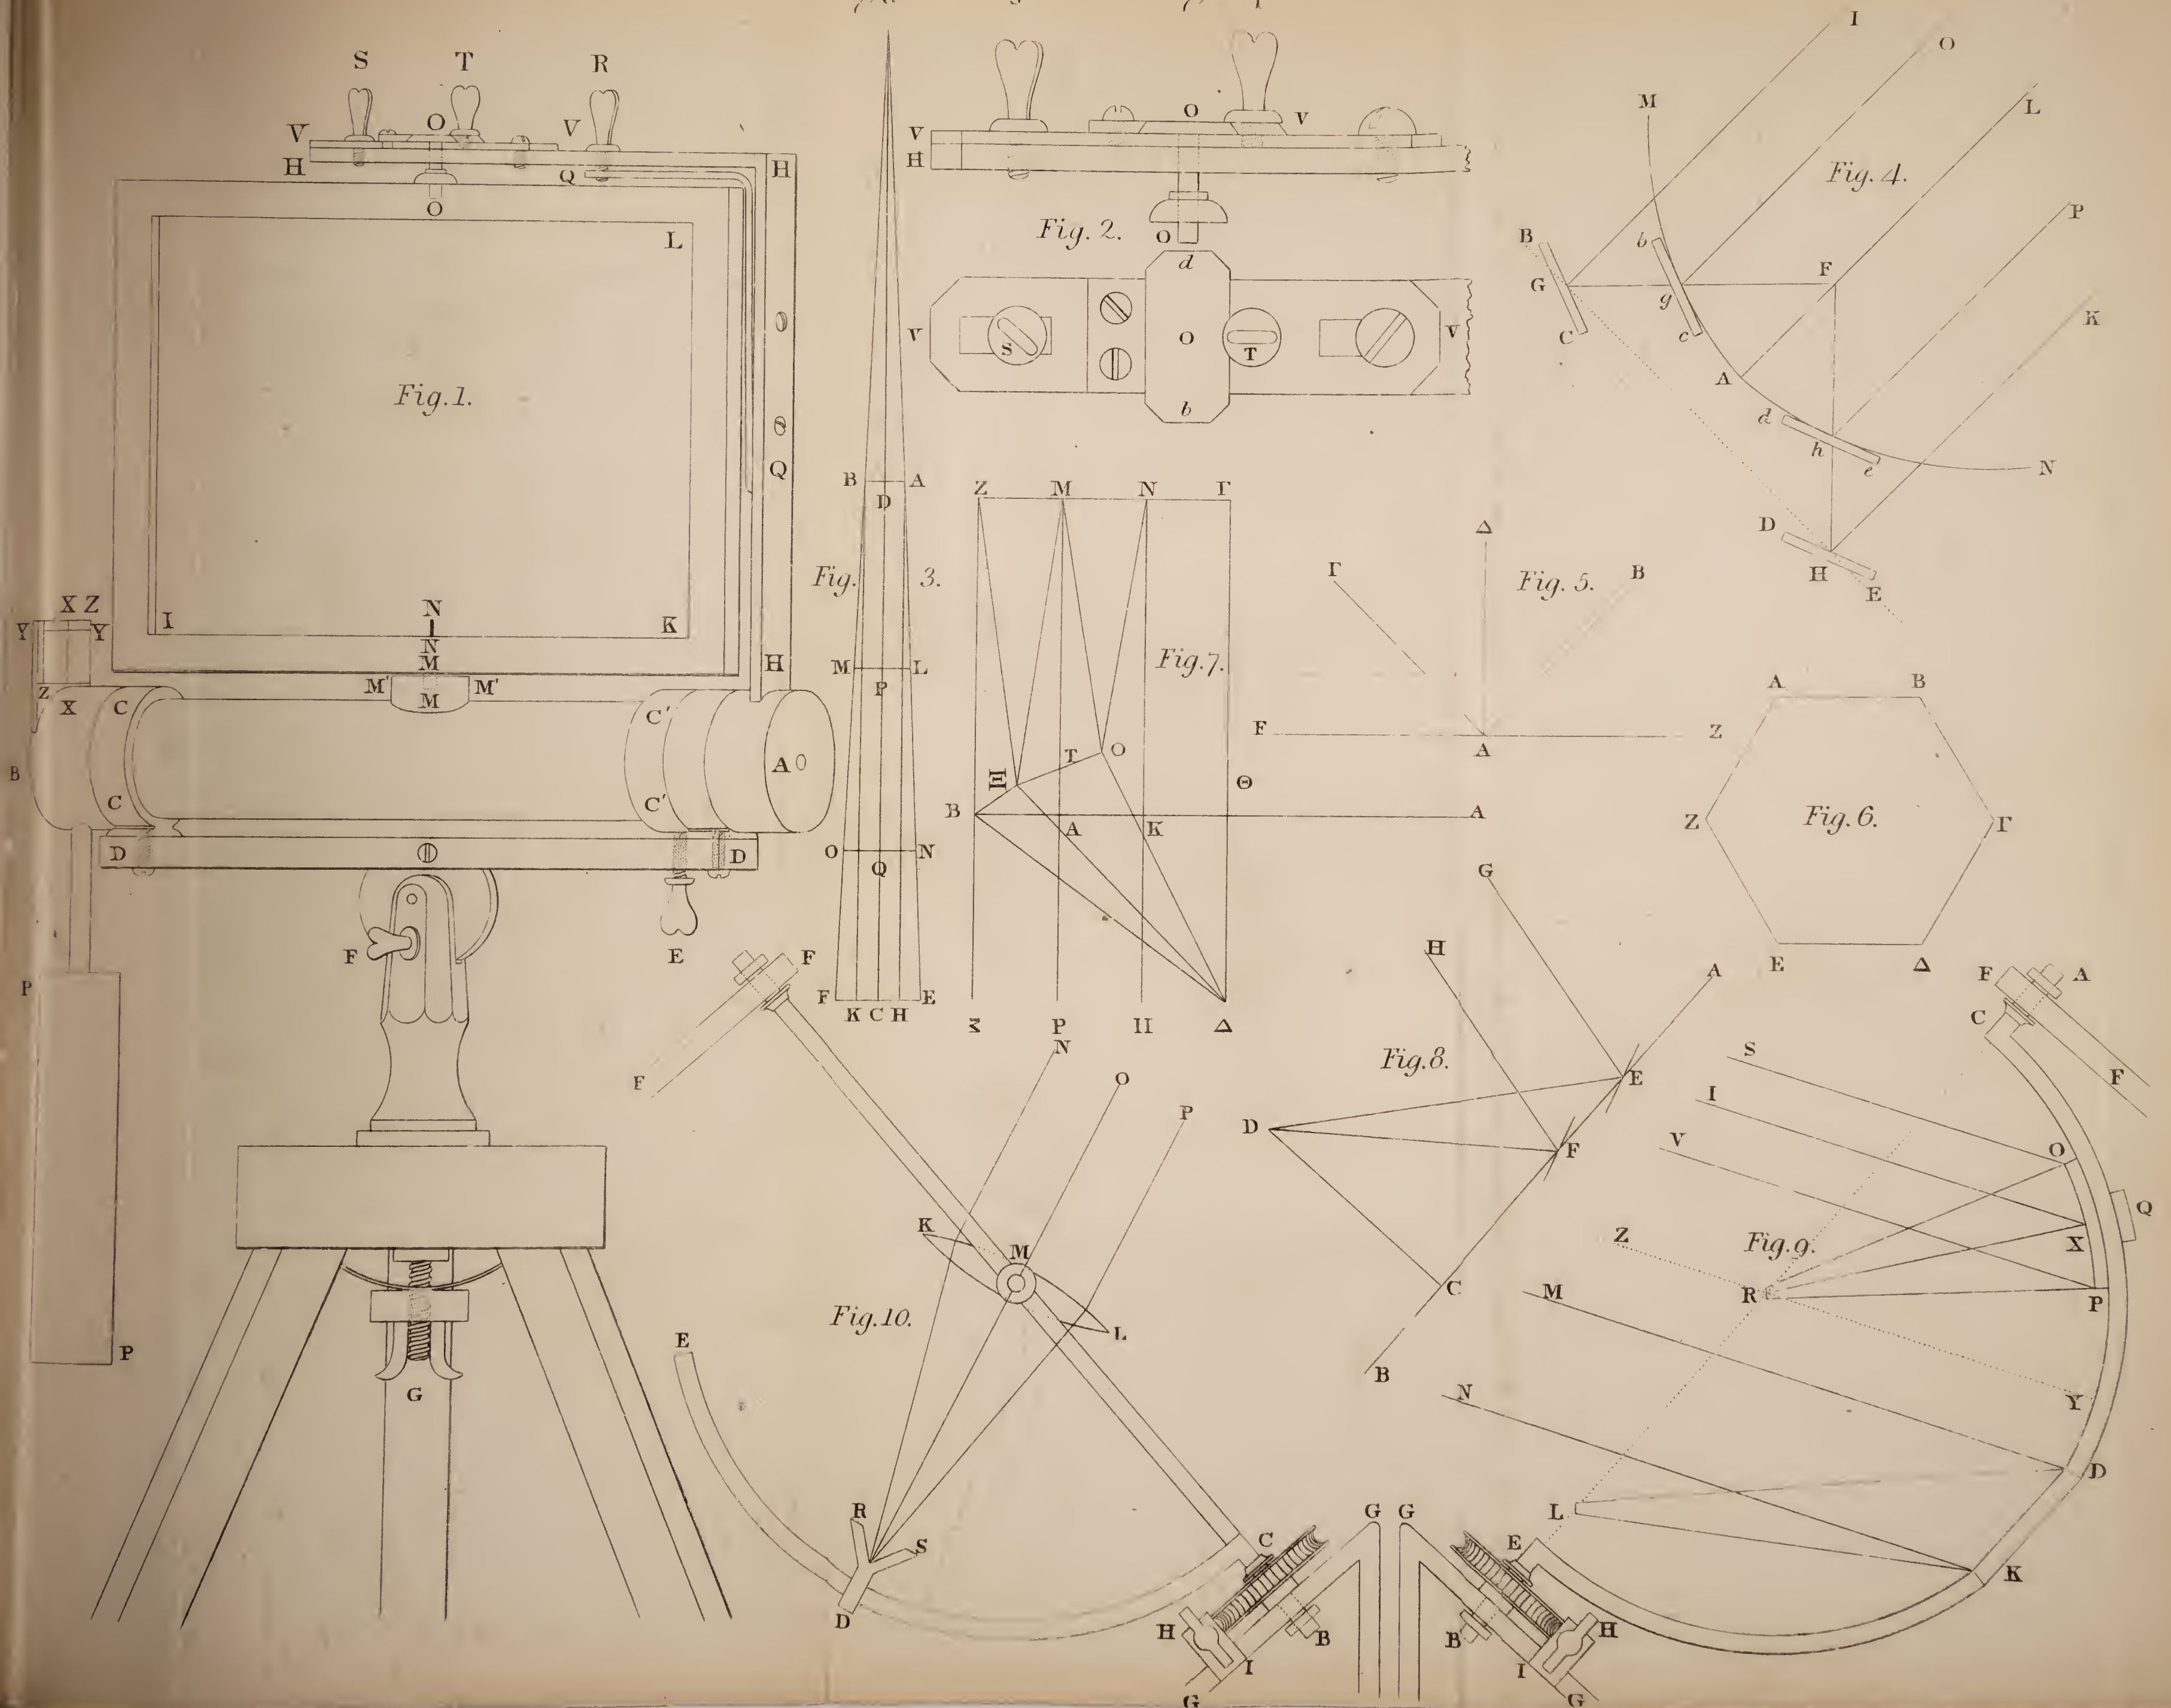 S T R
V O V
H Q H
O
L
Fig. 1.
Q
X Z N
Y Y I N K
M H
Z X C M' M M' C'
B A
C C'
D D
F E
P
P
G
O V
V
H
Fig. 2. O
d
V S O T V
b
B A
D
Fig. 3.
M L
P
O N
Q
F E
K C H
I
O
M L
Fig. 4.
P
B b F
G g K
C c
A
d
h e N
D
H E
Δ
Γ Fig. 5. B
F A Z
A B
Z Fig. 6. Γ
E Δ
Z M N Γ
Fig. 7.
T O
Ξ Θ
B A K A
Σ P Π Δ
G
H A
Fig. 8.
E
D F
C
B
F A
C
S F
I
V O
Q
Z Fig. 9. X
M R P
N Y
D
L
E K
G
H
B
I G
F
F
N
O
P
K
M
Fig. 10.
L
E
R
S C
D
G
H B
I
G